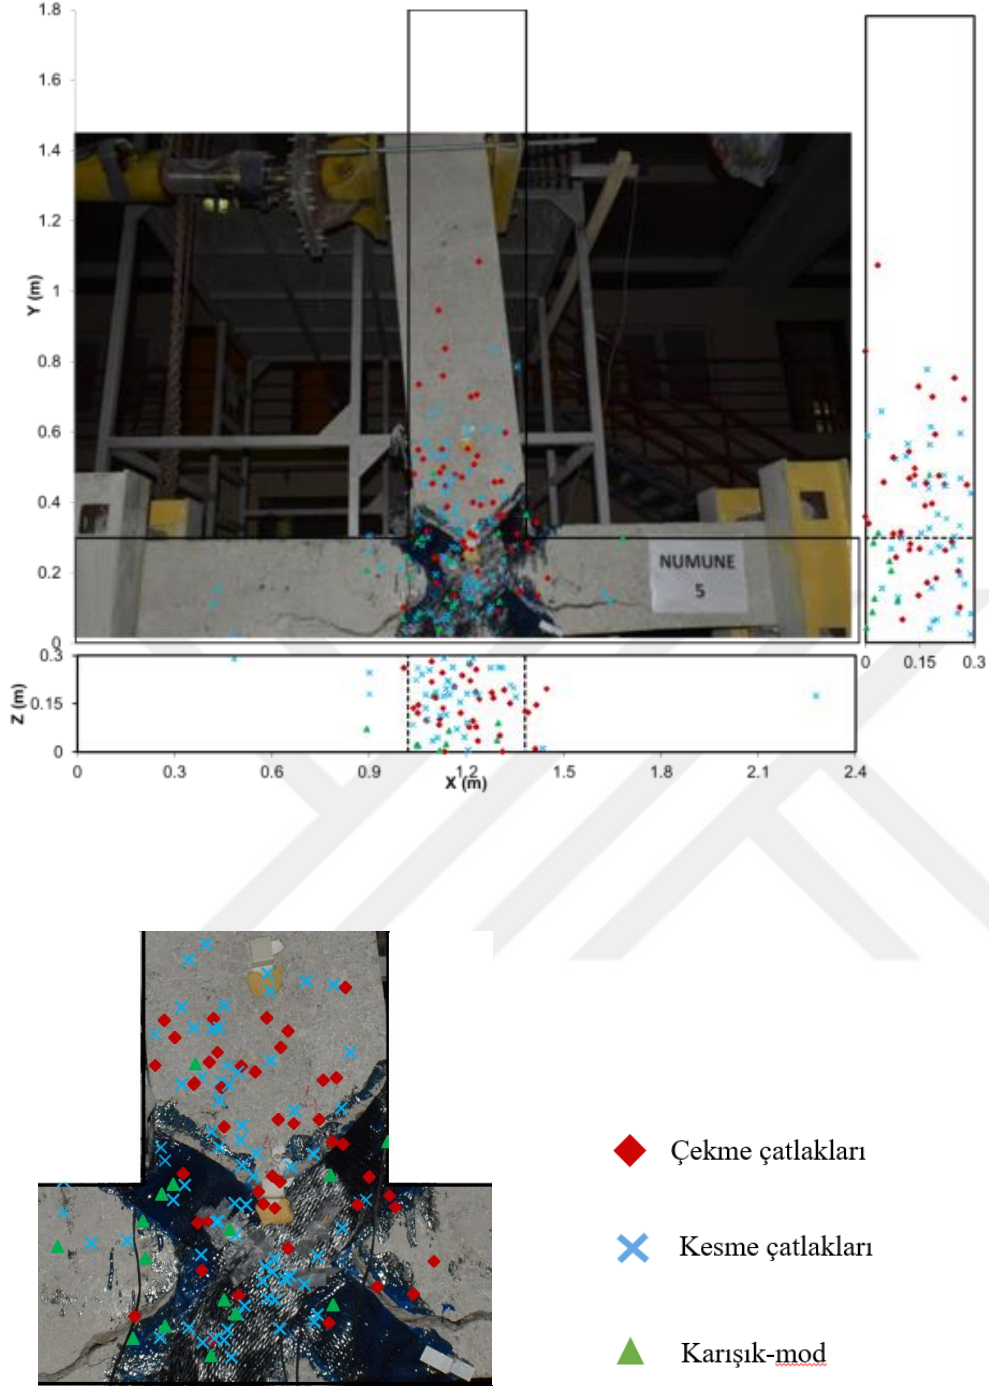 1.8
1.6
1.4
1.2
1
0.8
0.6
0.4
0.2
0
Y (m)
NUMUNE
5
0 0.15 0.3
0.3
0.15
0
Z (m)
0 0.3 0.6 0.9 1.2 1.5 1.8 2.1 2.4
X (m)
Çekme çatlakları
Kesme çatlakları
Karışık-mod